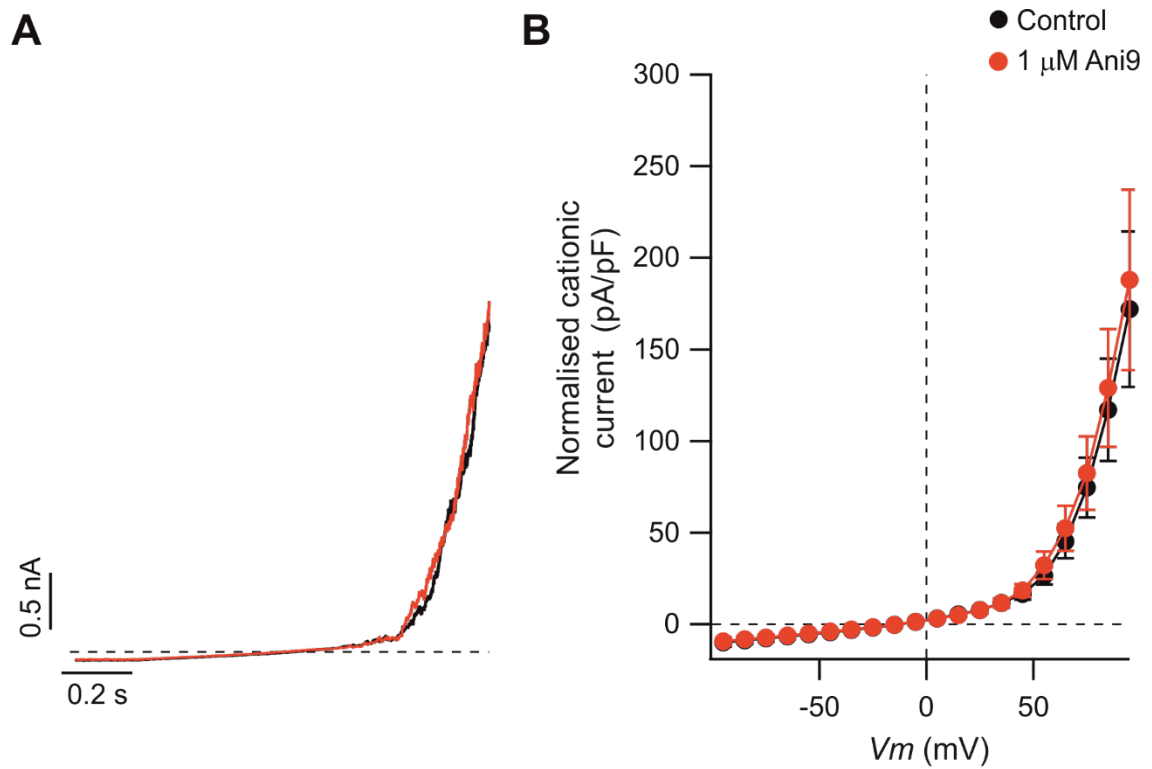 A
0.5 nA
0.2 s
B
Control
1 μM Ani9
Normalised cationic
current (pA/pF)
300
250
200
150
100
50
0
-50
0
50
Vm (mV)